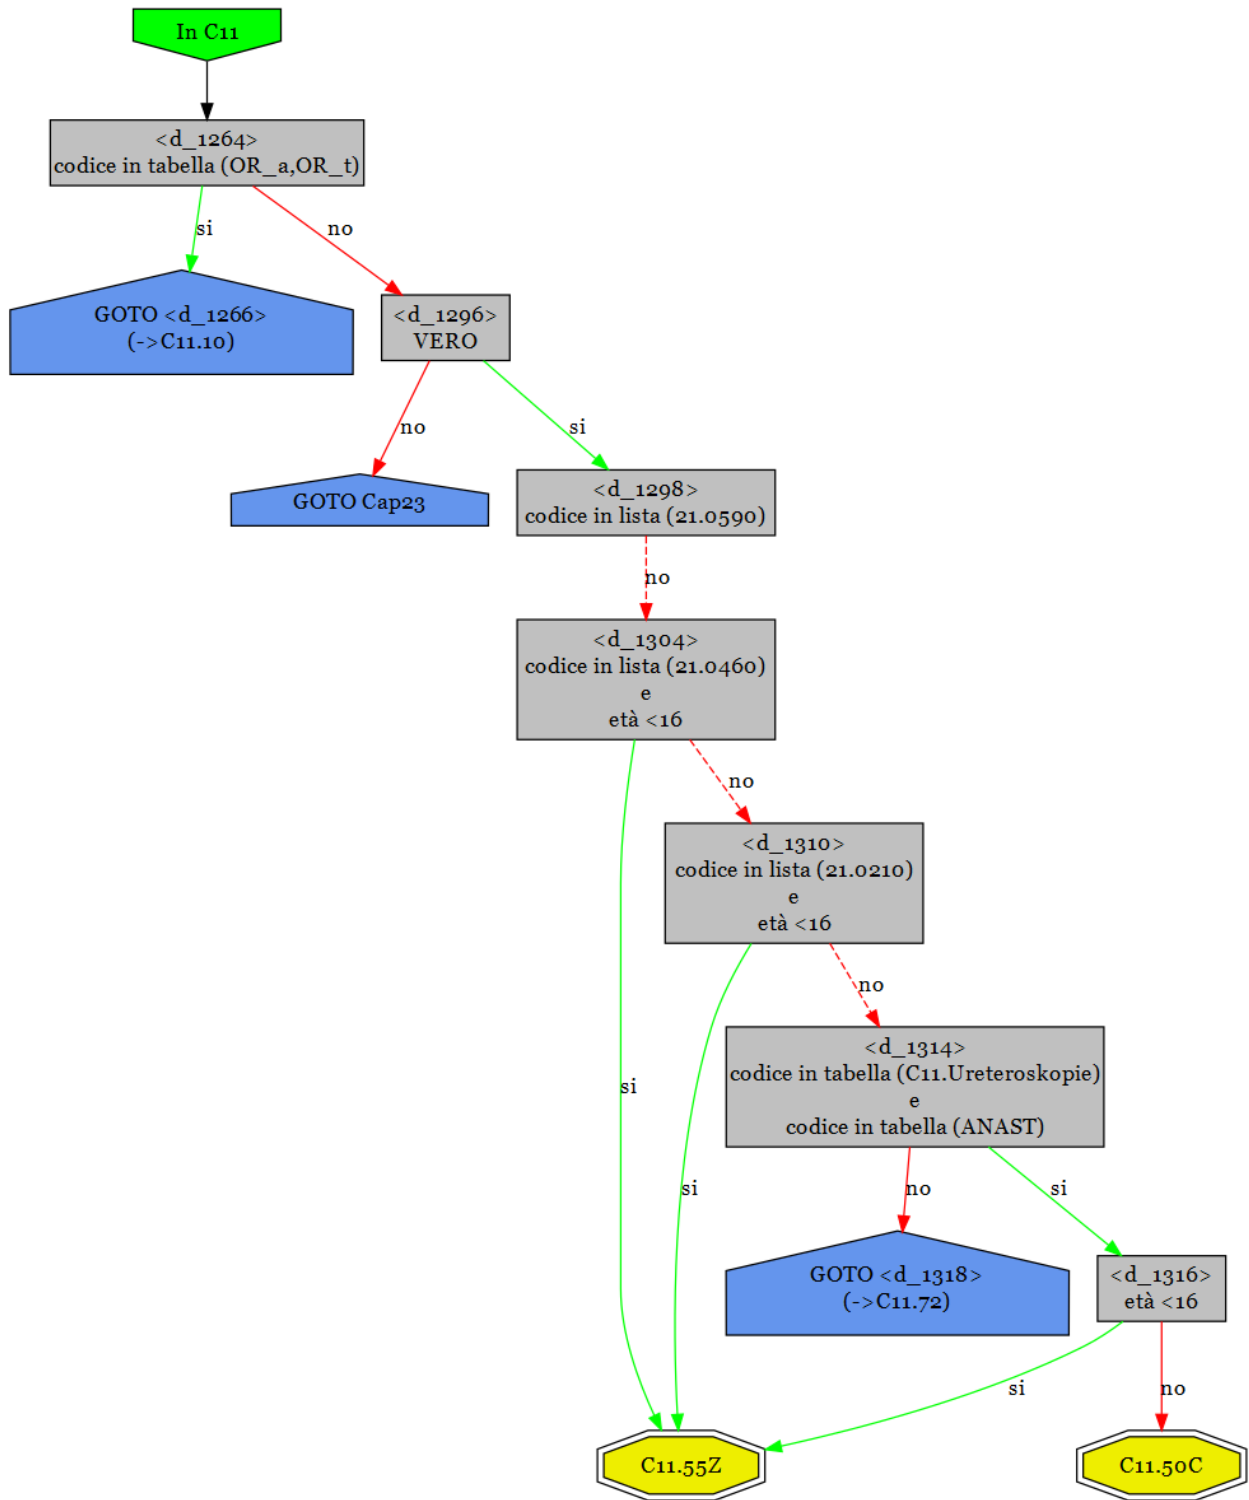 In C11
<d_1264>
codice in tabella (OR_a,OR_t)
si
no
GOTO <d_1266>
(->C11.10)
<d_1296>
VERO
no
si
GOTO Cap23
<d_1298>
codice in lista (21.0590)
no
<d_1304>
codice in lista (21.0460)
e
età <16
no
<d_1310>
codice in lista (21.0210)
e
età <16
no
<d_1314>
codice in tabella (C11.Ureteroskopie)
e
codice in tabella (ANAST)
si
si
no
si
GOTO <d_1318>
(->C11.72)
<d_1316>
età <16
si
no
C11.55Z
C11.50C